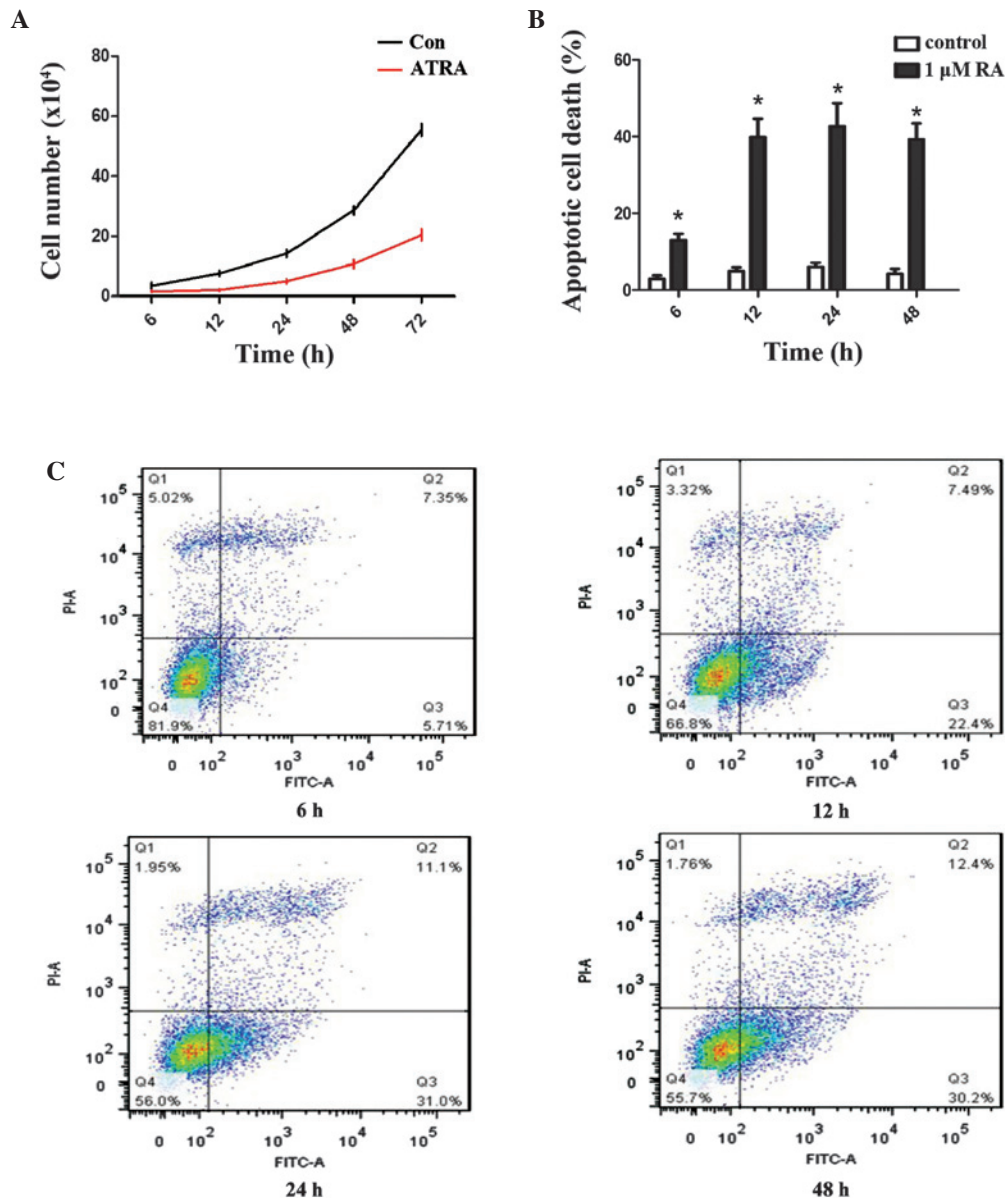 A
Con
ATRA
80
60
40
20
0
Cell number (x10⁴)
6 12 24 48 72
Time (h)
B
control
1 µM RA
Apoptotic cell death (%)
60
40
20
0
* * * *
6 12 24 48
Time (h)
C
Q1
5.02%
Q2
7.35%
10⁵
10⁴
10³
10²
0
PI-A
Q4
81.9%
Q3
5.71%
0 10² 10³ 10⁴ 10⁵
FITC-A
6 h
Q1
3.32%
Q2
7.49%
10⁵
10⁴
10³
10²
0
PI-A
Q4
66.8%
Q3
22.4%
0 10² 10³ 10⁴ 10⁵
FITC-A
12 h
Q1
1.95%
Q2
11.1%
10⁵
10⁴
10³
10²
0
PI-A
Q4
56.0%
Q3
31.0%
0 10² 10³ 10⁴ 10⁵
FITC-A
24 h
Q1
1.76%
Q2
12.4%
10⁵
10⁴
10³
10²
0
PI-A
Q4
55.7%
Q3
30.2%
0 10² 10³ 10⁴ 10⁵
FITC-A
48 h